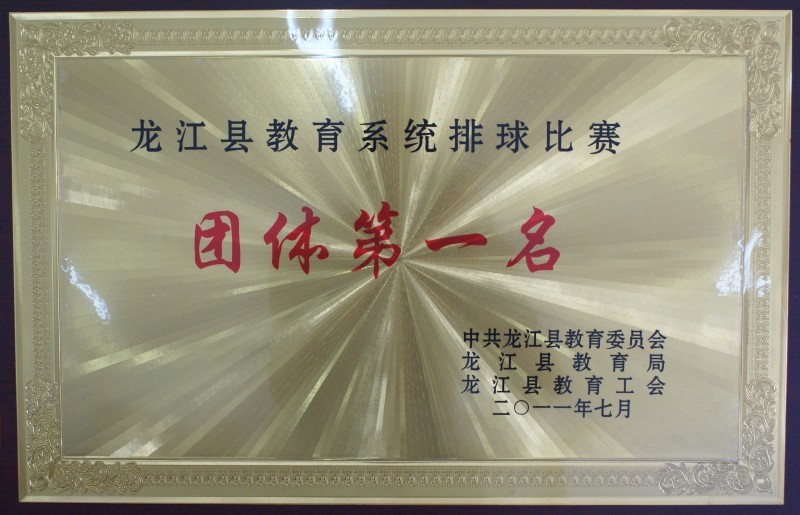 龙江县教育系统排球比赛
团体第一名
中共龙江县教育委员会
龙江县教育局
龙江县教育工会
二〇一一年七月